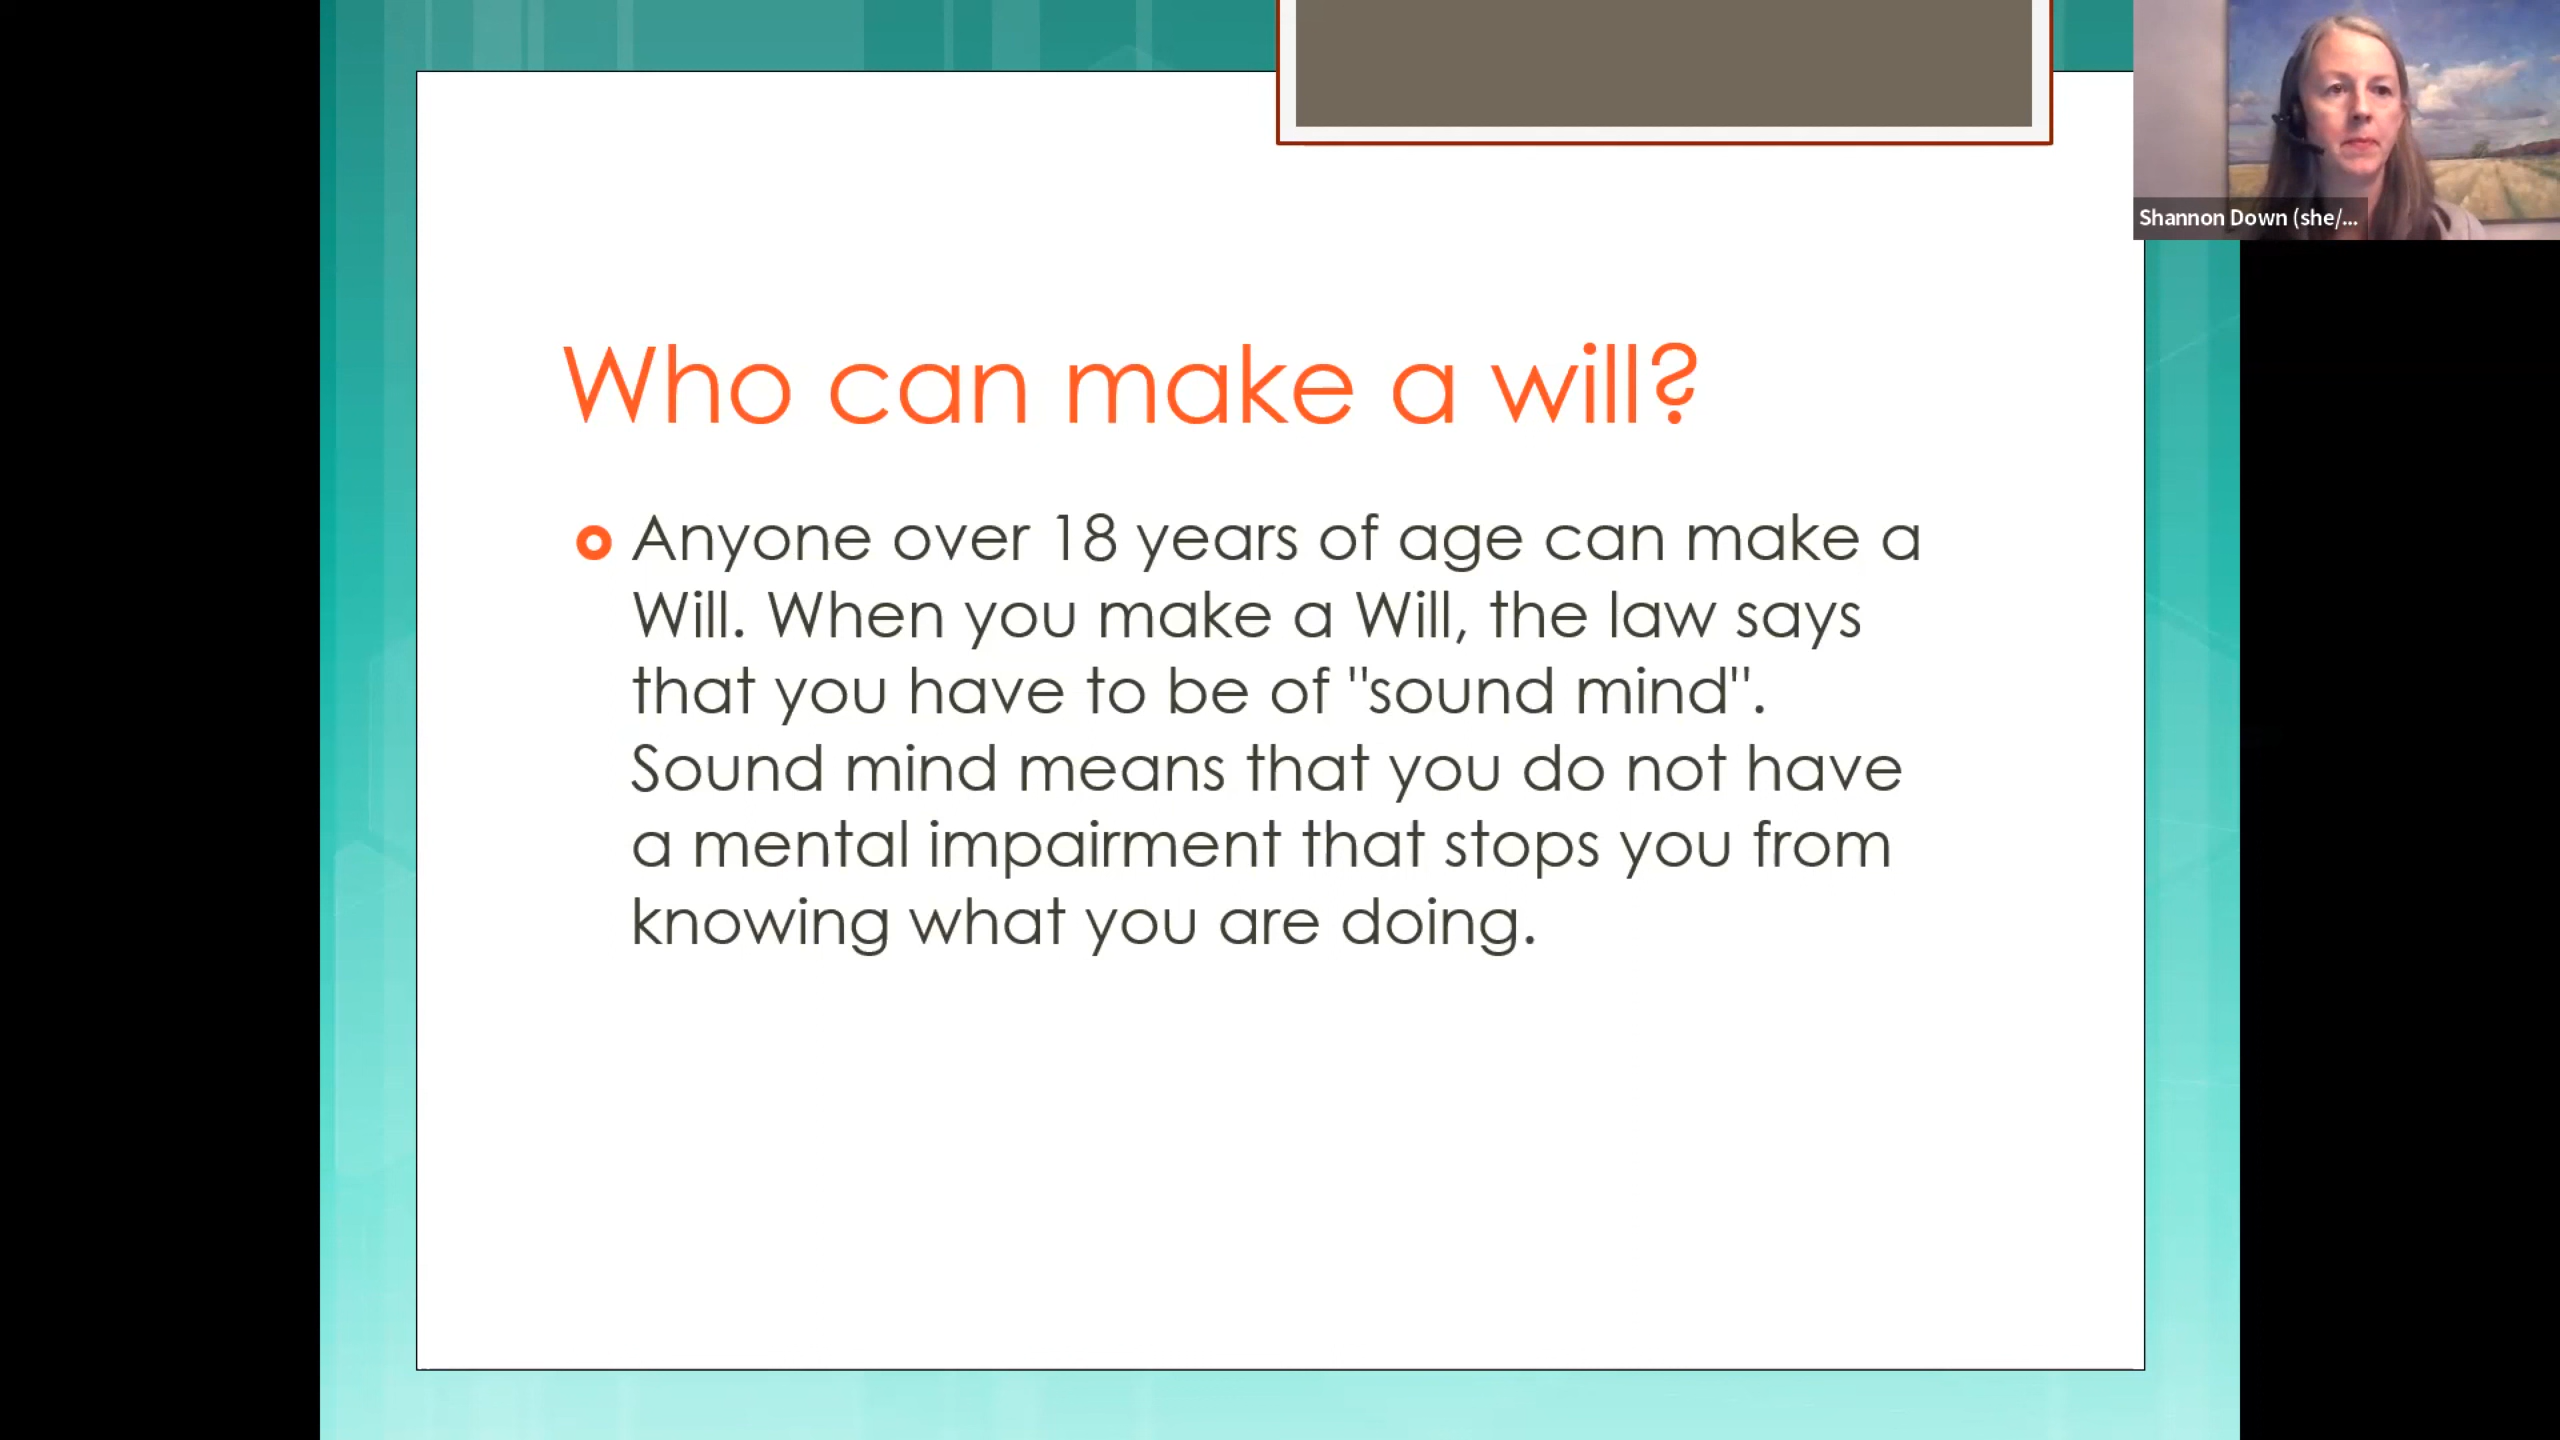 Shannon Down (she/...
Who can make a will?
Anyone over 18 years of age can make a
Will. When you make a Will, the law says
that you have to be of "sound mind".
Sound mind means that you do not have
a mental impairment that stops you from
knowing what you are doing.